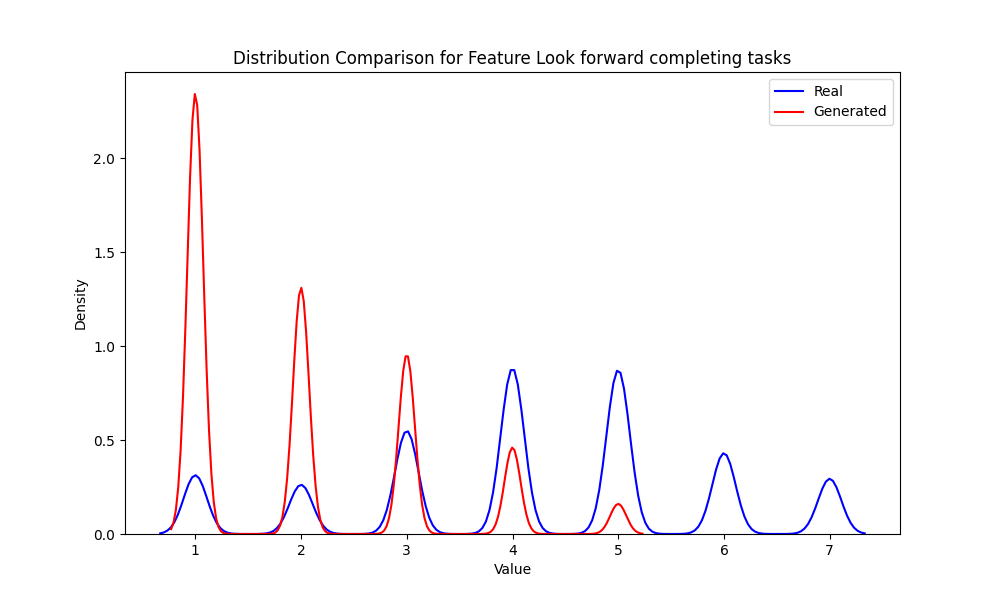 Distribution Comparison for Feature Look forward completing tasks
Real
Generated
Density
2.0
1.5
1.0
0.5
0.0
1 2 3 4 5 6 7
Value